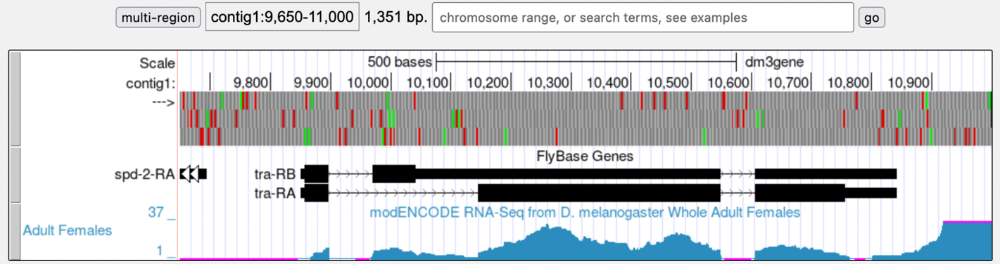 multi-region contig1:9,650-11,000 1,351 bp. chromosome range, or search terms, see examples go
Scale 500 bases dm3gene
contig1: 9,800 9,900 10,000 10,100 10,200 10,300 10,400 10,500 10,600 10,700 10,800 10,900
--->
FlyBase Genes
spd-2-RA tra-RB
tra-RA
37 _ modENCODE RNA-Seq from D. melanogaster Whole Adult Females
Adult Females
1 _